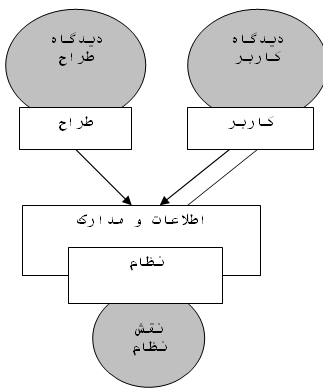 دیدگاه
کاربر
دیدگاه
طراح
کاربر
طراح
اطلاعات و مدارک
نظام
نقش
نظام